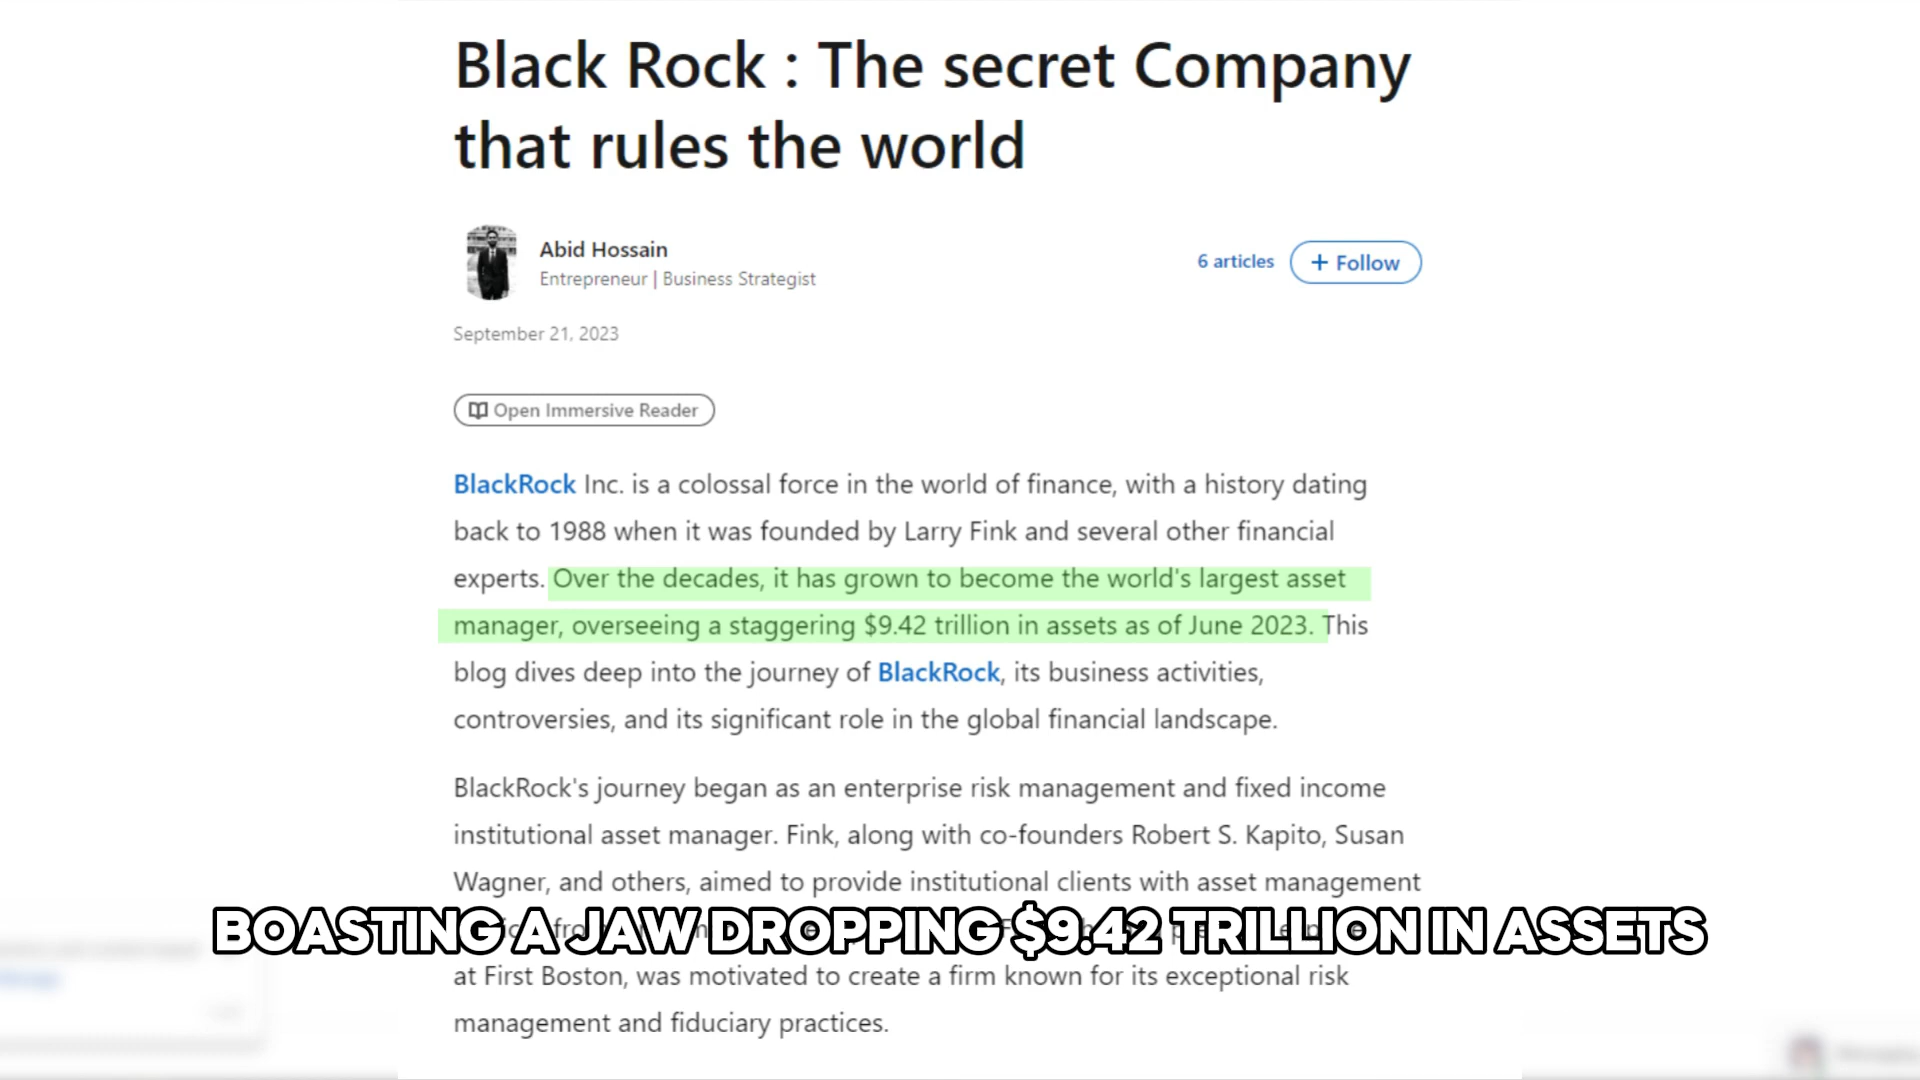 Black Rock : The secret Company
that rules the world
Abid Hossain
Entrepreneur | Business Strategist
6 articles
+ Follow
September 21, 2023
Open Immersive Reader
BlackRock Inc. is a colossal force in the world of finance, with a history dating
back to 1988 when it was founded by Larry Fink and several other financial
experts. Over the decades, it has grown to become the world's largest asset
manager, overseeing a staggering $9.42 trillion in assets as of June 2023. This
blog dives deep into the journey of BlackRock, its business activities,
controversies, and its significant role in the global financial landscape.
BlackRock's journey began as an enterprise risk management and fixed income
institutional asset manager. Fink, along with co-founders Robert S. Kapito, Susan
Wagner, and others, aimed to provide institutional clients with asset management
BOASTING A JAW DROPPING $9.42 TRILLION IN ASSETS
at First Boston, was motivated to create a firm known for its exceptional risk
management and fiduciary practices.